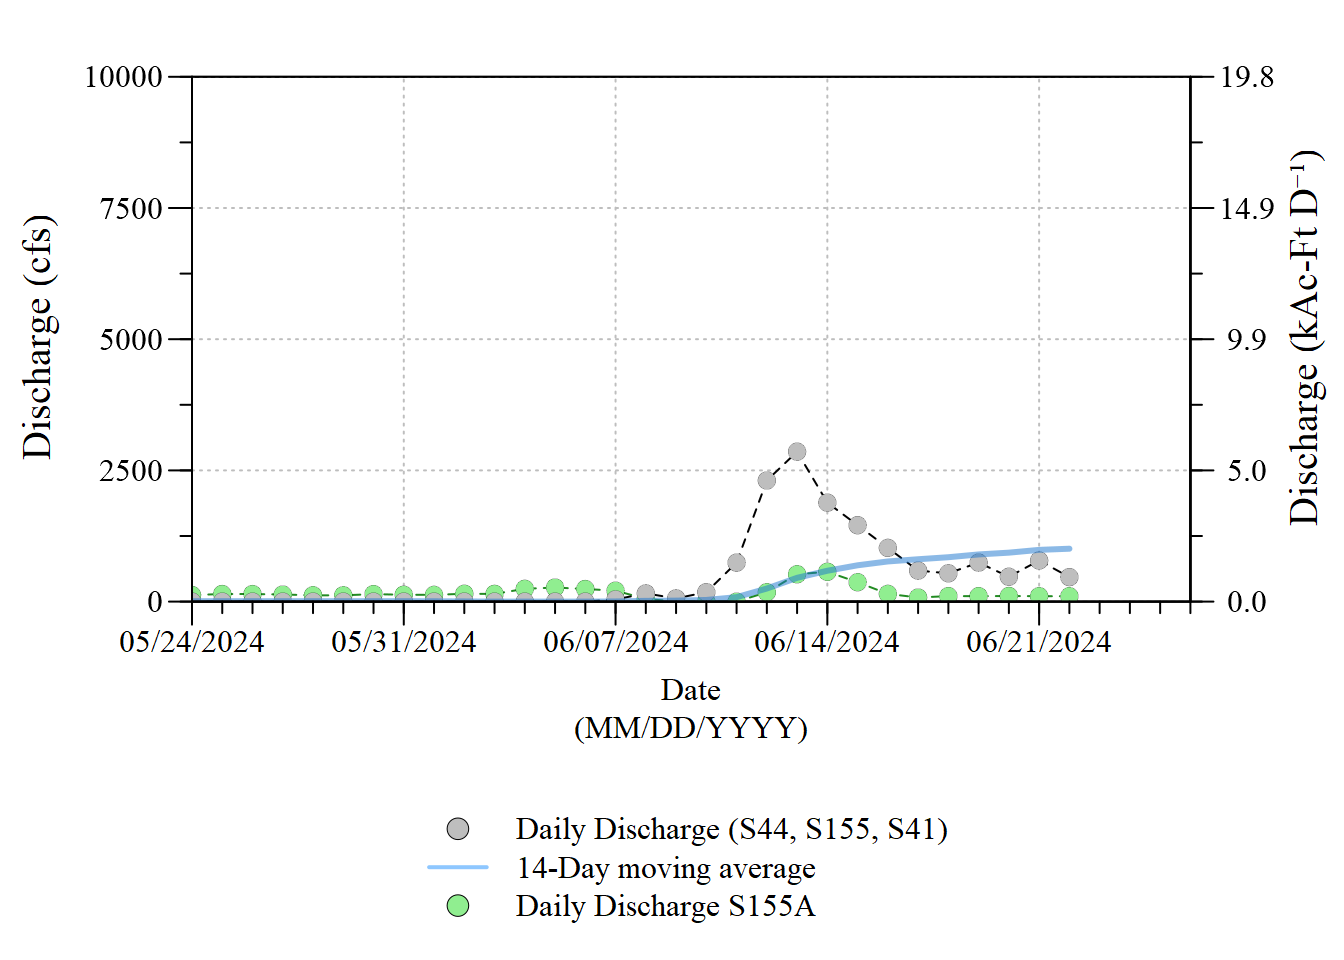 10000
7500
5000
2500
0
19.8
14.9
9.9
5.0
0.0
Discharge (cfs)
Discharge (kAc-Ft D⁻¹)
05/24/2024
05/31/2024
06/07/2024
06/14/2024
06/21/2024
Date
(MM/DD/YYYY)
Daily Discharge (S44, S155, S41)
14-Day moving average
Daily Discharge S155A